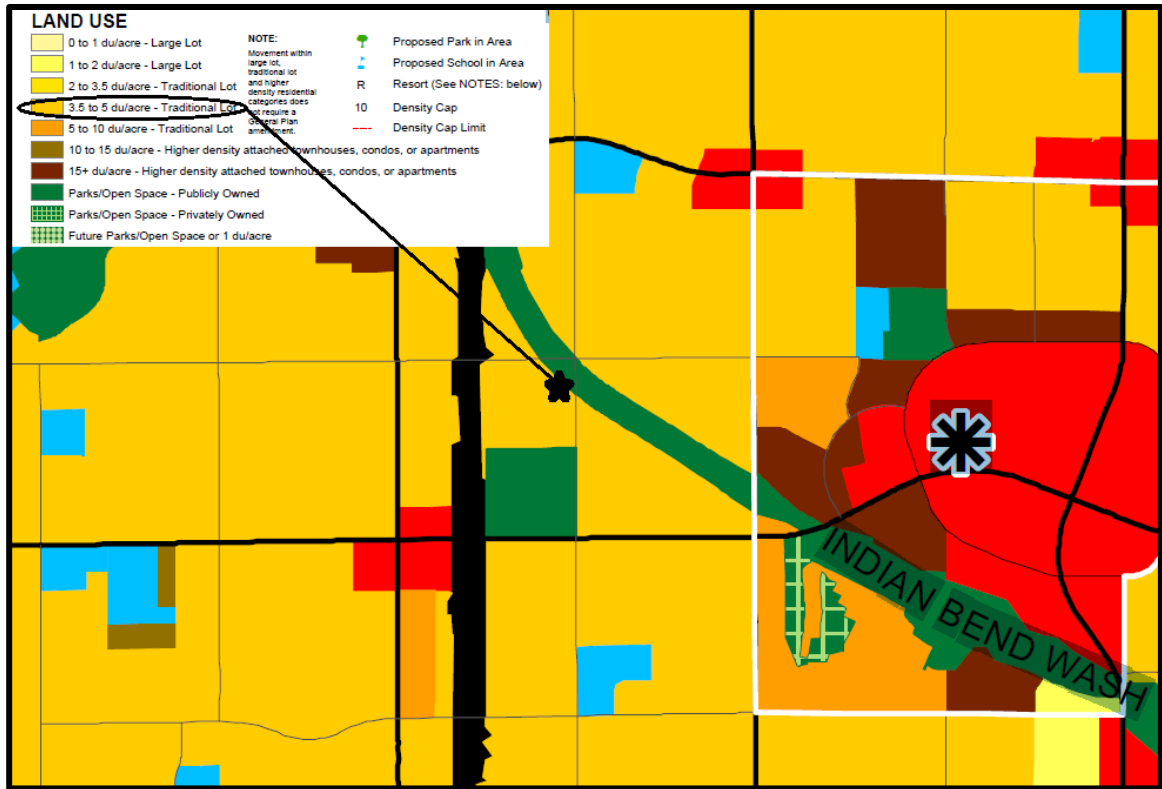 LAND USE
0 to 1 du/acre - Large Lot
1 to 2 du/acre - Large Lot
2 to 3.5 du/acre - Traditional Lot
3.5 to 5 du/acre - Traditional Lot
5 to 10 du/acre - Traditional Lot
10 to 15 du/acre - Higher density attached townhouses, condos, or apartments
15+ du/acre - Higher density attached townhouses, condos, or apartments
Parks/Open Space - Publicly Owned
Parks/Open Space - Privately Owned
Future Parks/Open Space or 1 du/acre
NOTE:
Movement within
large lot,
traditional lot
and higher
density residential
categories does
not require a
General Plan
amendment.
Proposed Park in Area
Proposed School in Area
R Resort (See NOTES: below)
10 Density Cap
Density Cap Limit
INDIAN BEND WASH